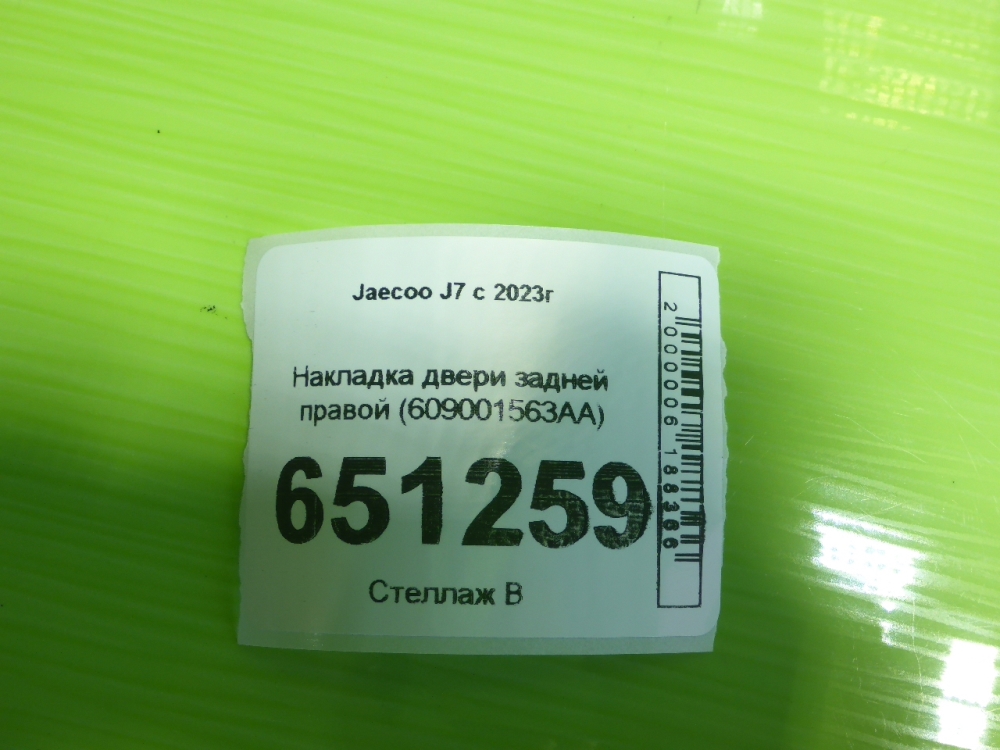 Jaecoo J7 с 2023г
Накладка двери задней
правой (609001563AA)
651259
Стеллаж В
2000006188366